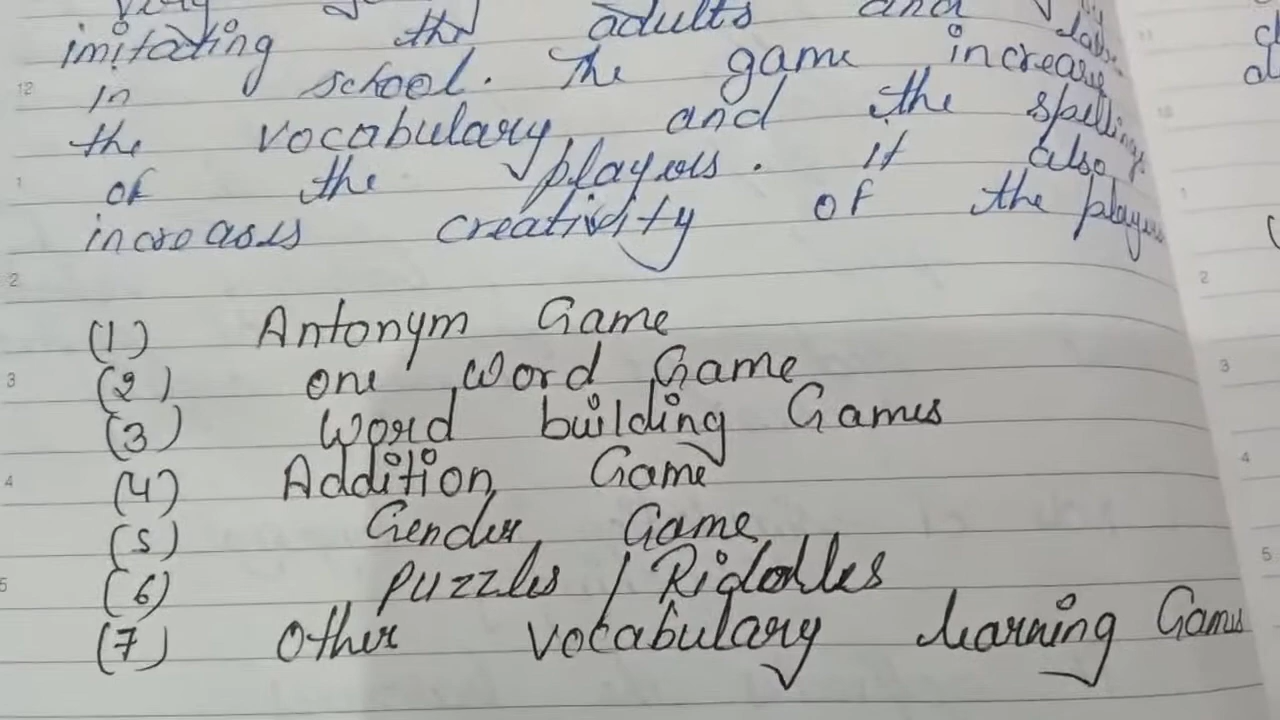 imitating the adults and
in school. The game increases
the vocabulary and the spellings
of the players. it also
increases creativity of the players
(1) Antonym Game
(2) one word Game
(3) Word building Games
(4) Addition Game
(5) Gender Game
(6) puzzles / Riddles
(7) Other vocabulary learning Games